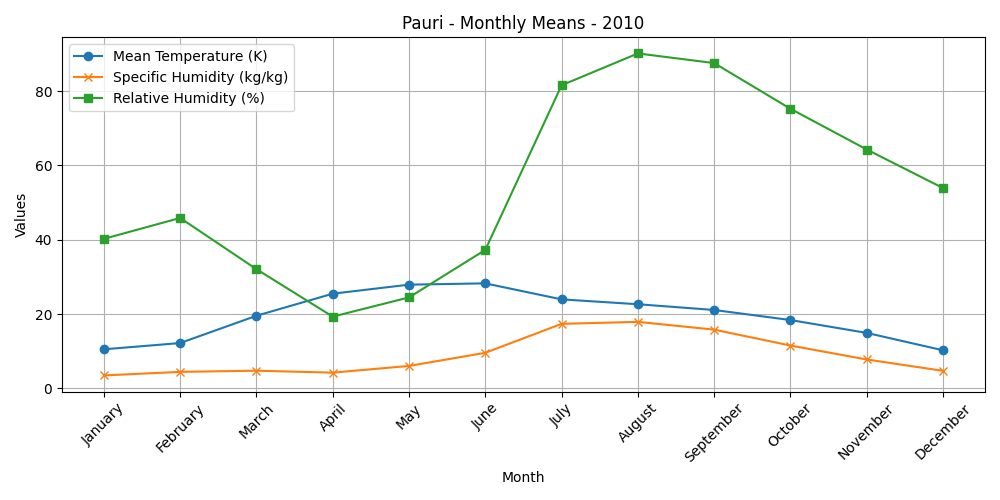 Pauri - Monthly Means - 2010
Mean Temperature (K)
Specific Humidity (kg/kg)
Relative Humidity (%)
Values
80
60
40
20
0
January
February
March
April
May
June
July
August
September
October
November
December
Month